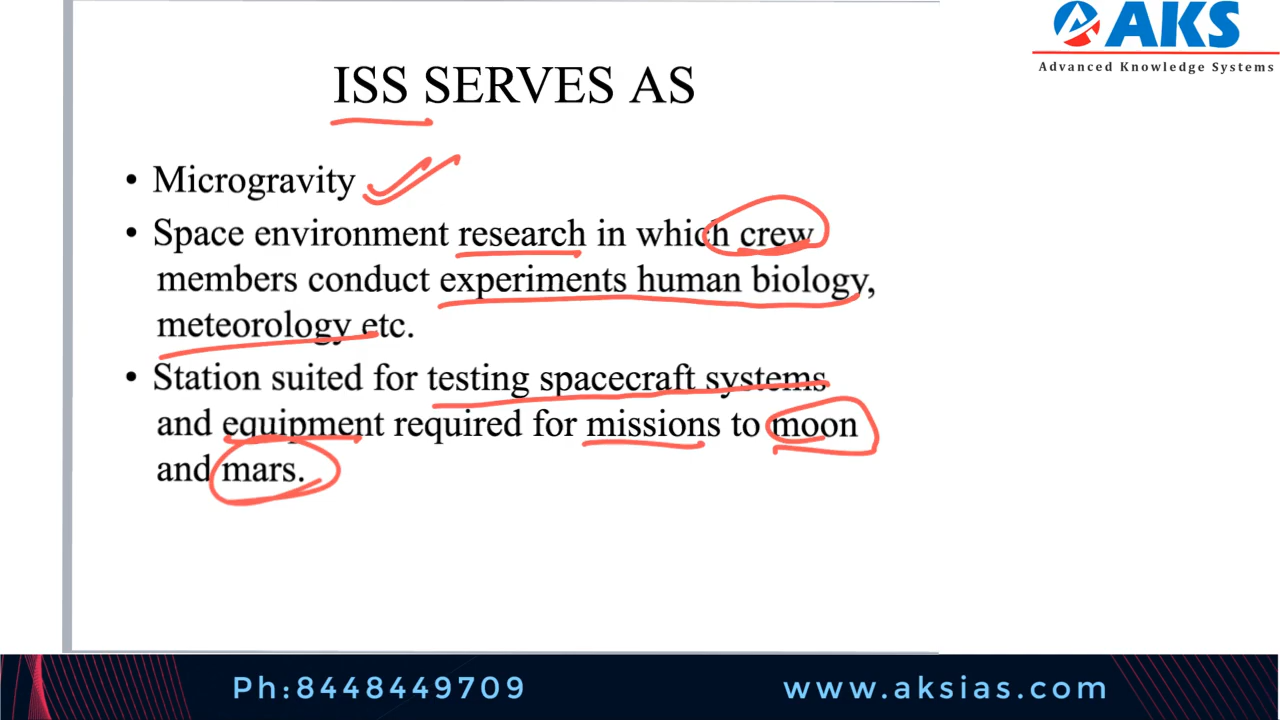 AKS
Advanced Knowledge Systems
ISS SERVES AS
• Microgravity
• Space environment research in which crew
members conduct experiments human biology,
meteorology etc.
• Station suited for testing spacecraft systems
and equipment required for missions to moon
and mars.
Ph:8448449709
www.aksias.com